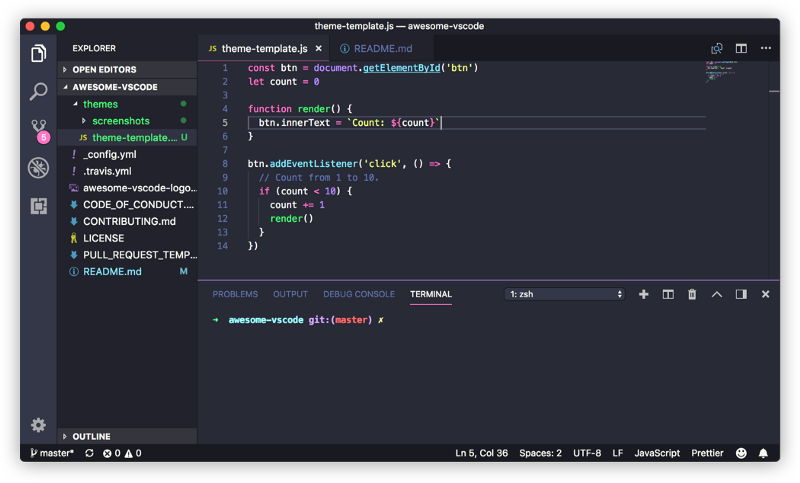 theme-template.js — awesome-vscode
EXPLORER
OPEN EDITORS
AWESOME-VSCODE
themes
screenshots
JS theme-template.... U
! _config.yml
! .travis.yml
awesome-vscode-logo...
CODE_OF_CONDUCT....
CONTRIBUTING.md
LICENSE
PULL_REQUEST_TEMP...
README.md M
OUTLINE
5
JS theme-template.js × README.md
1 const btn = document.getElementById('btn')
2 let count = 0
3
4 function render() {
5 btn.innerText = `Count: ${count}`
6 }
7
8 btn.addEventListener('click', () => {
9 // Count from 1 to 10.
10 if (count < 10) {
11 count += 1
12 render()
13 }
14 })
PROBLEMS OUTPUT DEBUG CONSOLE TERMINAL 1: zsh
→ awesome-vscode git:(master) ✗
master* 0 0 Ln 5, Col 36 Spaces: 2 UTF-8 LF JavaScript Prettier